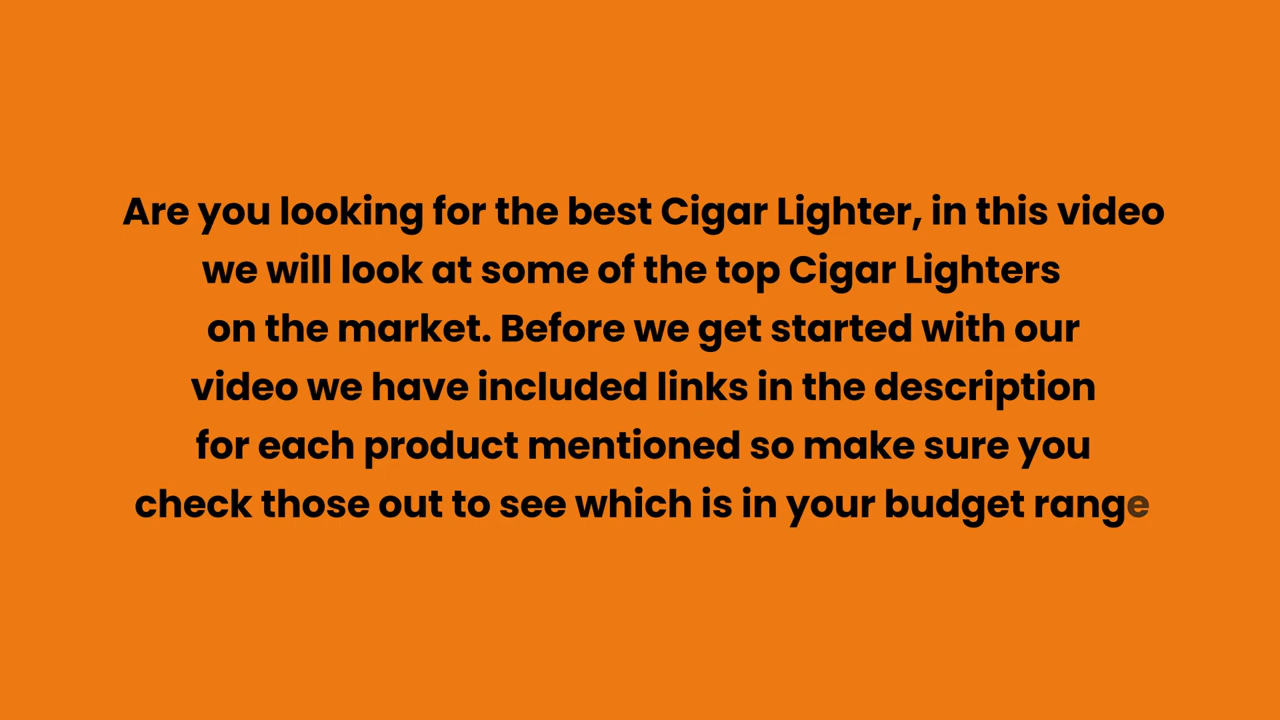 Are you looking for the best Cigar Lighter, in this video
we will look at some of the top Cigar Lighters
on the market. Before we get started with our
video we have included links in the description
for each product mentioned so make sure you
check those out to see which is in your budget range